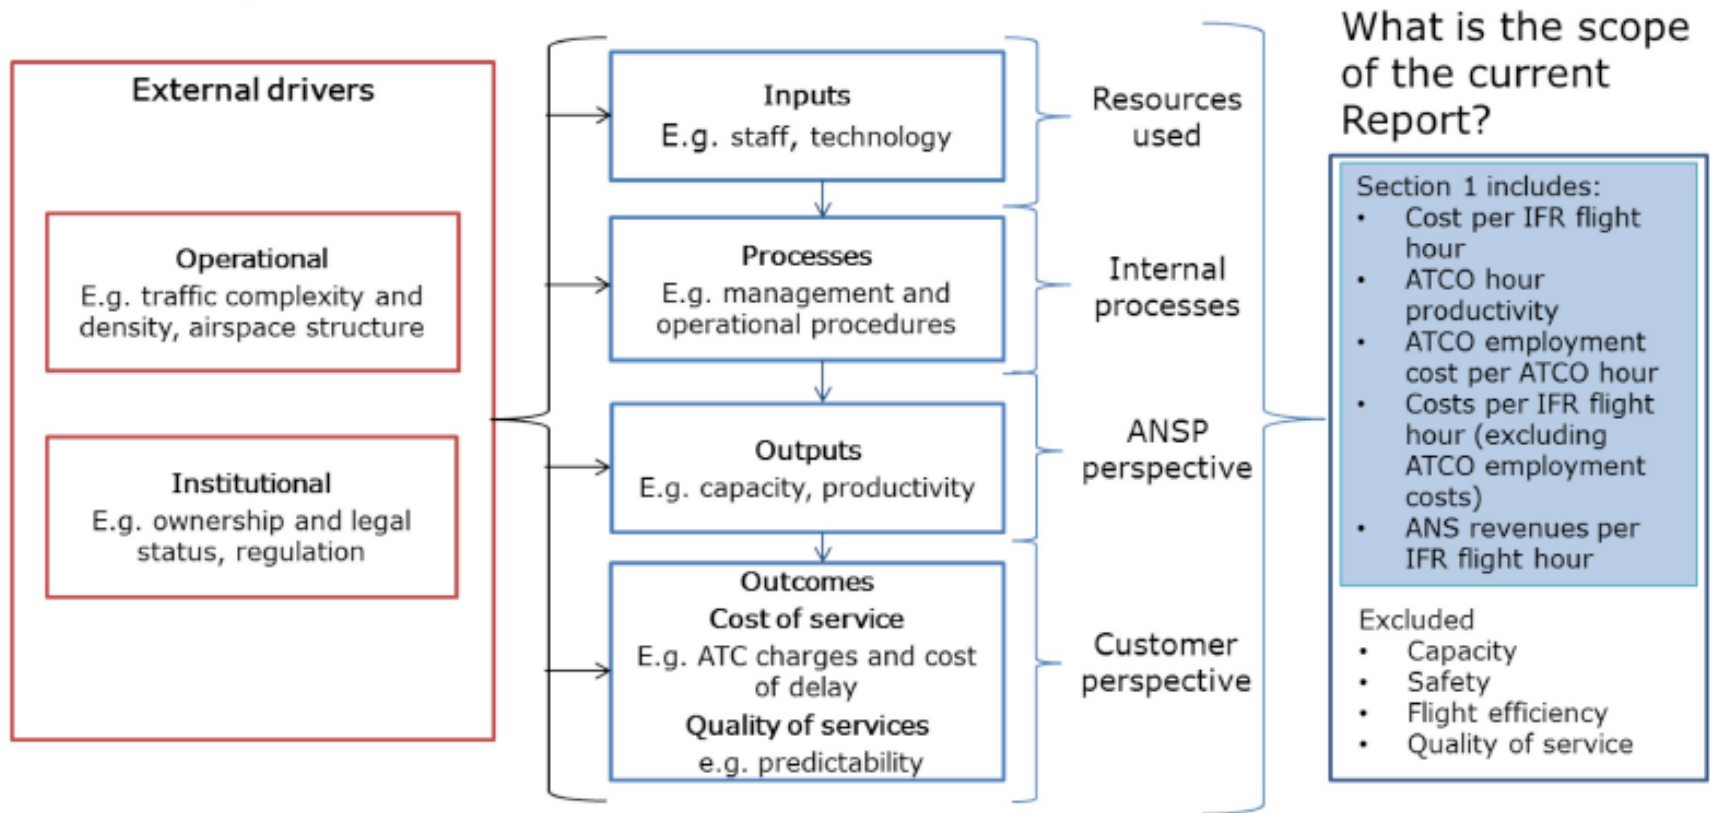 External drivers
Operational
E.g. traffic complexity and
density, airspace structure
Institutional
E.g. ownership and legal
status, regulation
Inputs
E.g. staff, technology
Processes
E.g. management and
operational procedures
Outputs
E.g. capacity, productivity
Outcomes
Cost of service
E.g. ATC charges and cost
of delay
Quality of services
e.g. predictability
Resources
used
Internal
processes
ANSP
perspective
Customer
perspective
What is the scope
of the current
Report?
Section 1 includes:
• Cost per IFR flight
hour
• ATCO hour
productivity
• ATCO employment
cost per ATCO hour
• Costs per IFR flight
hour (excluding
ATCO employment
costs)
• ANS revenues per
IFR flight hour
Excluded
• Capacity
• Safety
• Flight efficiency
• Quality of service